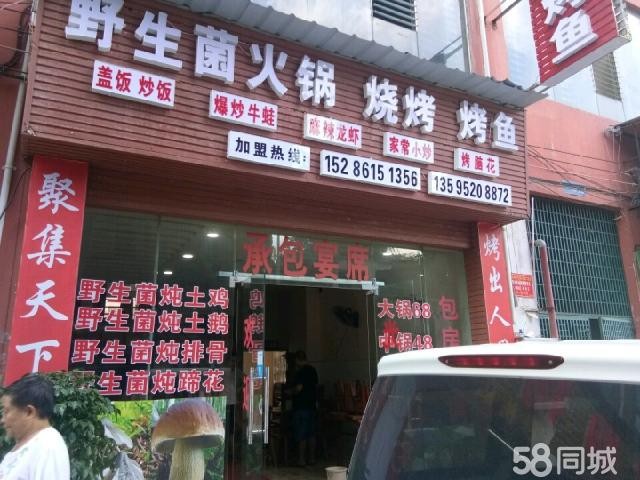 野生菌火锅 烧烤 烤鱼
烤鱼
盖饭 炒饭
爆炒牛蛙
麻辣龙虾
家常小炒
烤脑花
加盟热线:
152 8615 1356
135 9520 8872
聚集天下
烤出人
承包宴席
野生菌炖土鸡
野生菌炖土鹅
野生菌炖排骨
野生菌炖蹄花
大锅68
中锅48
包房
58同城